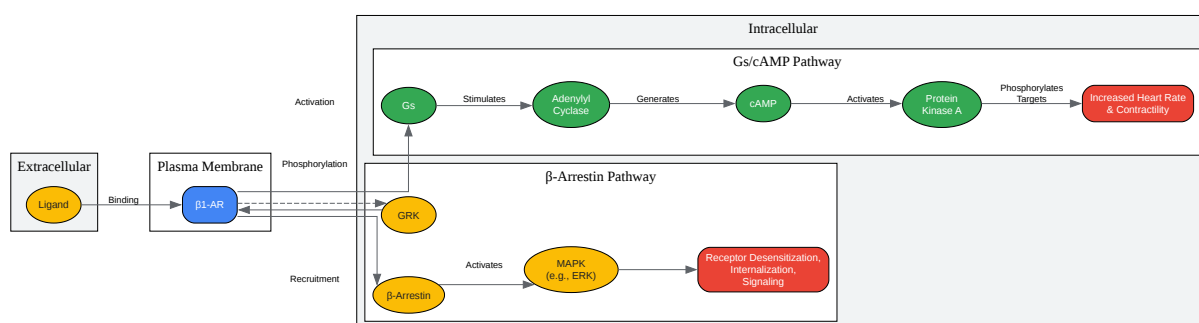 Intracellular
Gs/cAMP Pathway
Activation
Gs
Stimulates
Adenylyl
Cyclase
Generates
cAMP
Activates
Protein
Kinase A
Phosphorylates
Targets
Increased Heart Rate
& Contractility
Extracellular
Ligand
Binding
Plasma Membrane
β1-AR
Phosphorylation
β-Arrestin Pathway
GRK
Recruitment
β-Arrestin
Activates
MAPK
(e.g., ERK)
Receptor Desensitization,
Internalization,
Signaling